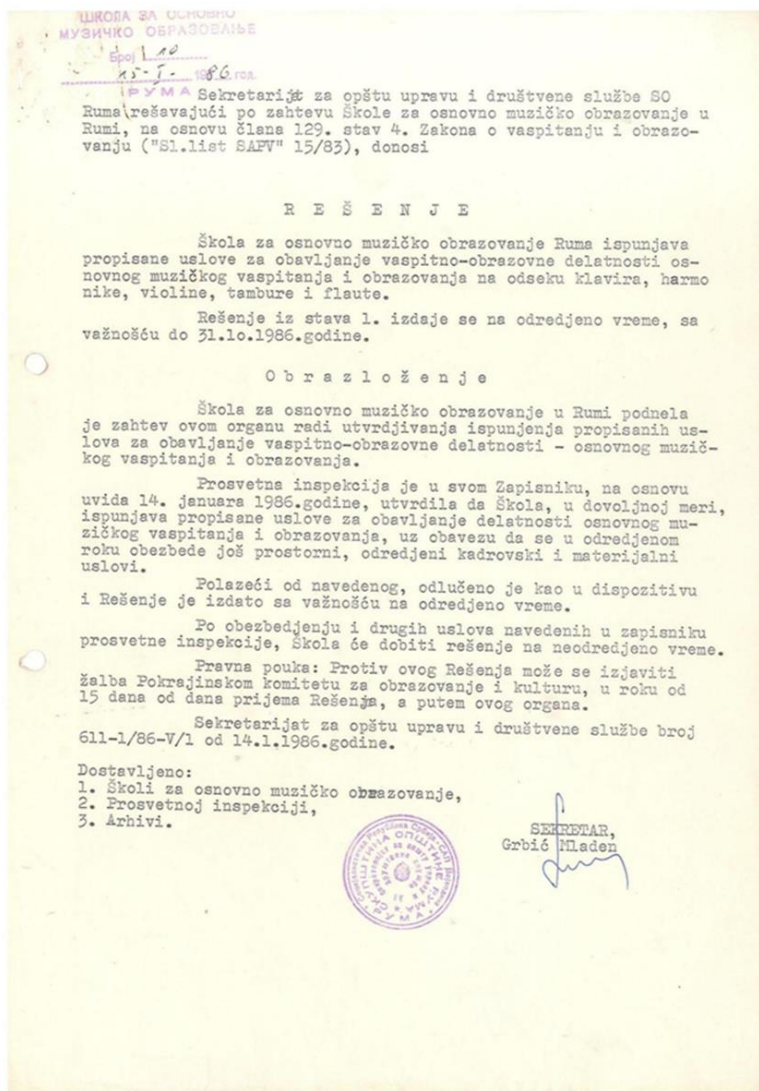 ШКОЛА ЗА ОСНОВНО
МУЗИЧКО ОБРАЗОВАЊЕ
Број 10
15-I- 1986 год.
РУМА
Sekretarijat za opštu upravu i društvene službe SO
Ruma rešavajući po zahtevu Škole za osnovno muzičko obrazovanje u
Rumi, na osnovu člana 129. stav 4. Zakona o vaspitanju i obrazo-
vanju ("Sl.list SAPV" 15/83), donosi
R E Š E N J E
Škola za osnovno muzičko obrazovanje Ruma ispunjava
propisane uslove za obavljanje vaspitno-obrazovne delatnosti os-
novnog muzičkog vaspitanja i obrazovanja na odseku klavira, harmo
nike, violine, tambure i flaute.
Rešenje iz stava 1. izdaje se na odredjeno vreme, sa
važnošću do 31.lo.1986.godine.
O b r a z l o ž e n j e
Škola za osnovno muzičko obrazovanje u Rumi podnela
je zahtev ovom organu radi utvrdjivanja ispunjenja propisanih us-
lova za obavljanje vaspitno-obrazovne delatnosti - osnovnog muzič-
kog vaspitanja i obrazovanja.
Prosvetna inspekcija je u svom Zapisniku, na osnovu
uvida 14. januara 1986.godine, utvrdila da Škola, u dovoljnoj meri,
ispunjava propisane uslove za obavljanje delatnosti osnovnog mu-
zičkog vaspitanja i obrazovanja, uz obavezu da se u odredjenom
roku obezbede još prostorni, odredjeni kadrovski i materijalni
uslovi.
Polazeći od navedenog, odlučeno je kao u dispozitivu
i Rešenje je izdato sa važnošću na odredjeno vreme.
Po obezbedjenju i drugih uslova navedenih u zapisniku
prosvetne inspekcije, Škola će dobiti rešenje na neodredjeno vreme.
Pravna pouka: Protiv ovog Rešenja može se izjaviti
žalba Pokrajinskom komitetu za obrazovanje i kulturu, u roku od
15 dana od dana prijema Rešenja, a putem ovog organa.
Sekretarijat za opštu upravu i društvene službe broj
611-1/86-V/1 od 14.1.1986.godine.
Dostavljeno:
1. Školi za osnovno muzičko obrazovanje,
2. Prosvetnoj inspekciji,
3. Arhivi.
SEKRETAR,
Grbić Mladen
СКУПШТИНА ОПШТИНЕ РУМА